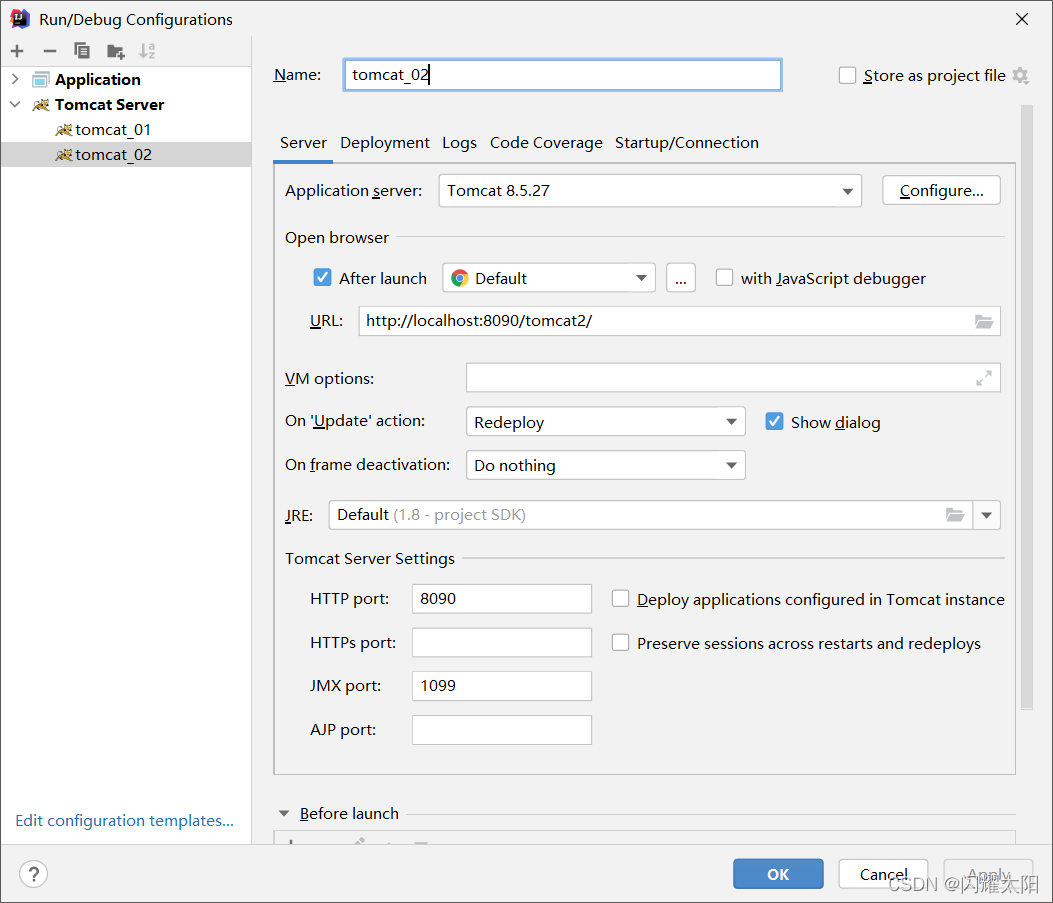 Run/Debug Configurations
Application
Tomcat Server
tomcat_01
tomcat_02
Edit configuration templates...
Name: tomcat_02 Store as project file
Server Deployment Logs Code Coverage Startup/Connection
Application server: Tomcat 8.5.27 Configure...
Open browser
After launch Default ... with JavaScript debugger
URL: http://localhost:8090/tomcat2/
VM options:
On 'Update' action: Redeploy Show dialog
On frame deactivation: Do nothing
JRE: Default (1.8 - project SDK)
Tomcat Server Settings
HTTP port: 8090 Deploy applications configured in Tomcat instance
HTTPs port: Preserve sessions across restarts and redeploys
JMX port: 1099
AJP port:
Before launch
? OK Cancel Apply
CSDN @闪耀太阳